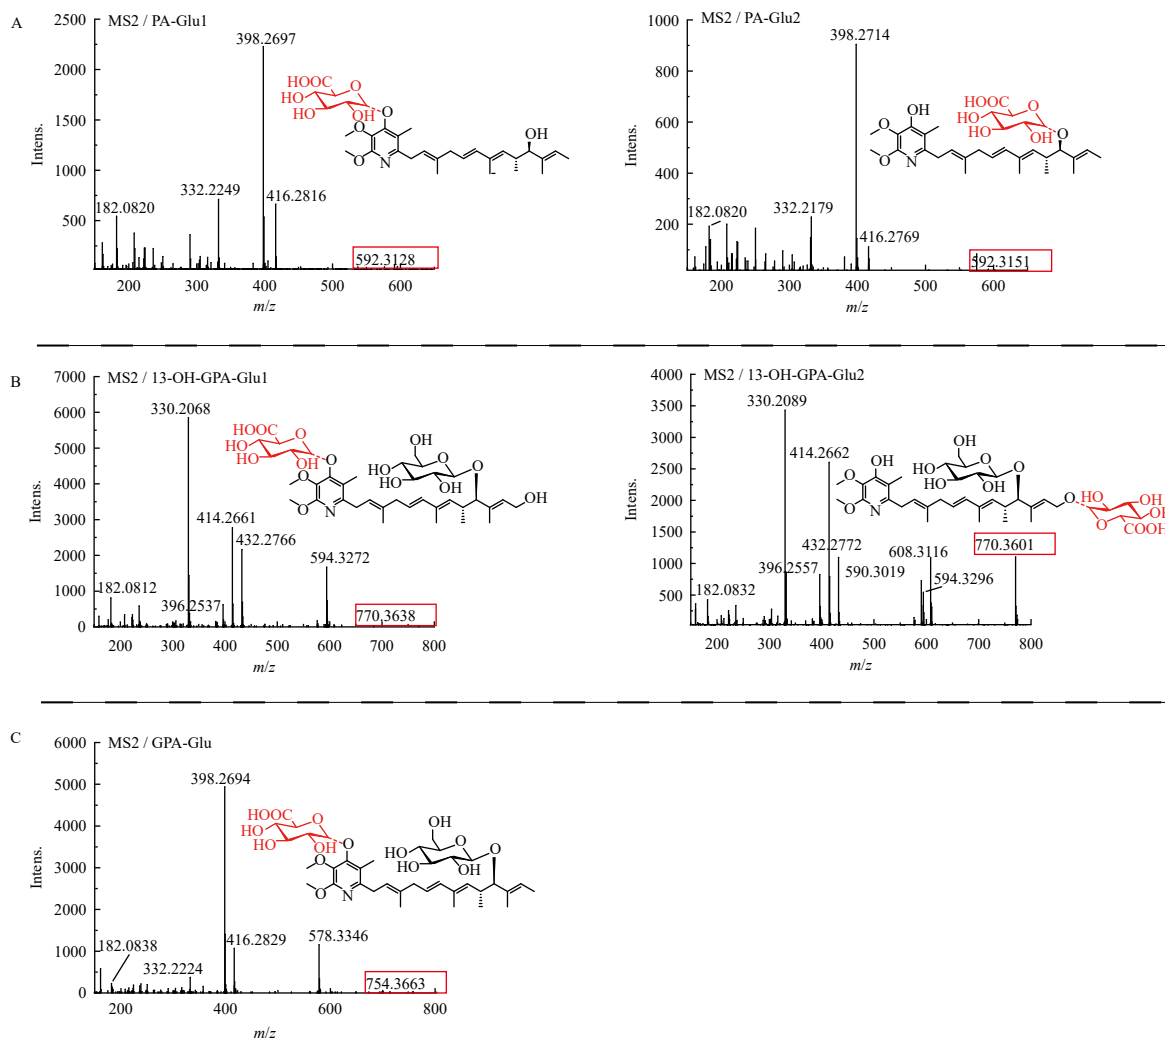 A
MS2 / PA-Glu1
2500
2000
1500
1000
500
Intens.
398.2697
332.2249
416.2816
182.0820
592.3128
200
300
400
500
600
m/z
HOOC
HO
HO
OH
O
O
O
O
N
OH
MS2 / PA-Glu2
1000
800
600
400
200
Intens.
398.2714
332.2179
182.0820
416.2769
592.3151
200
300
400
500
600
m/z
OH
O
O
N
HOOC
HO
HO
OH
O
O
B
MS2 / 13-OH-GPA-Glu1
7000
6000
5000
4000
3000
2000
1000
0
Intens.
330.2068
414.2661
432.2766
594.3272
182.0812
396.2537
770.3638
200
300
400
500
600
700
800
m/z
HOOC
HO
HO
OH
O
O
O
O
N
OH
HO
HO
OH
O
O
OH
MS2 / 13-OH-GPA-Glu2
4000
3500
3000
2500
2000
1500
1000
500
Intens.
330.2089
414.2662
432.2772
608.3116
770.3601
396.2557
590.3019
594.3296
182.0832
200
300
400
500
600
700
800
m/z
OH
O
O
N
OH
HO
HO
OH
O
O
O
HO
OH
OH
O
COOH
C
MS2 / GPA-Glu
6000
5000
4000
3000
2000
1000
0
Intens.
398.2694
416.2829
578.3346
182.0838
332.2224
754.3663
200
400
600
800
m/z
HOOC
HO
HO
OH
O
O
O
O
N
OH
HO
HO
OH
O
O